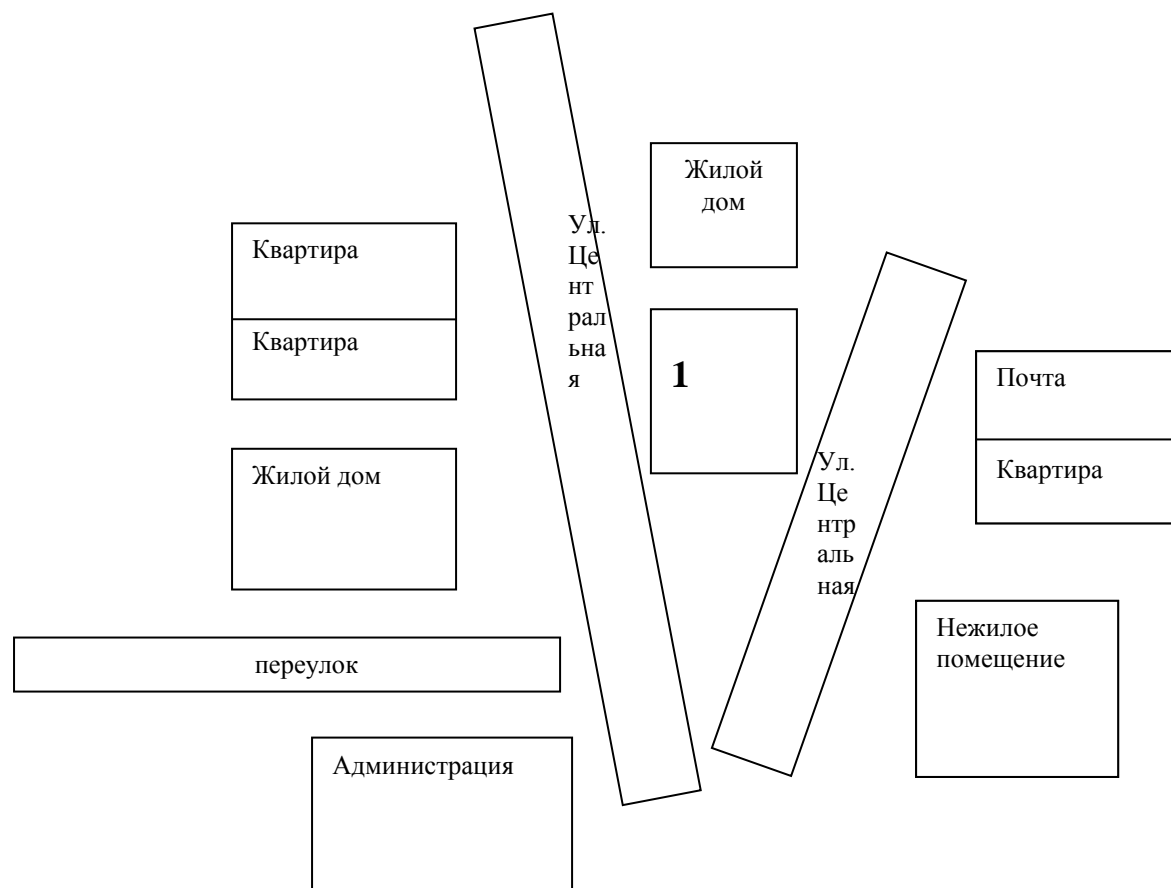 Жилой
дом
Ул.
Це
нт
рал
ьна
я
Квартира
Квартира
1
Почта
Ул.
Це
нтр
аль
ная
Квартира
Жилой дом
Нежилое
помещение
переулок
Администрация